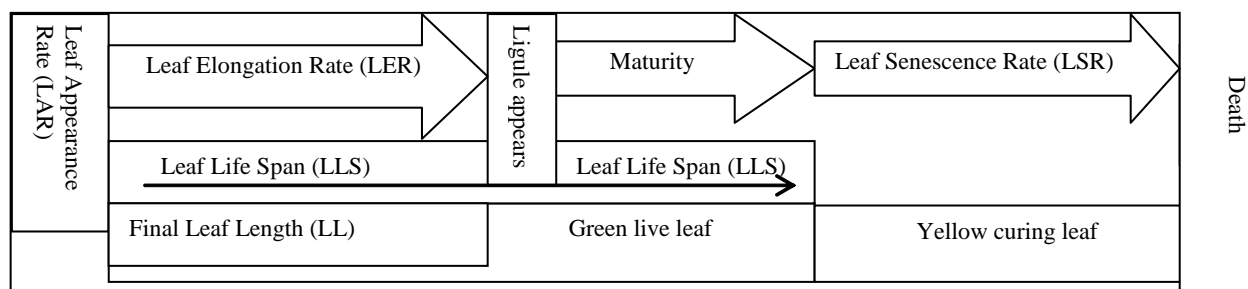 Leaf Appearance
Rate (LAR)
Leaf Elongation Rate (LER)
Ligule appears
Maturity
Leaf Senescence Rate (LSR)
Death
Leaf Life Span (LLS)
Leaf Life Span (LLS)
Final Leaf Length (LL)
Green live leaf
Yellow curing leaf